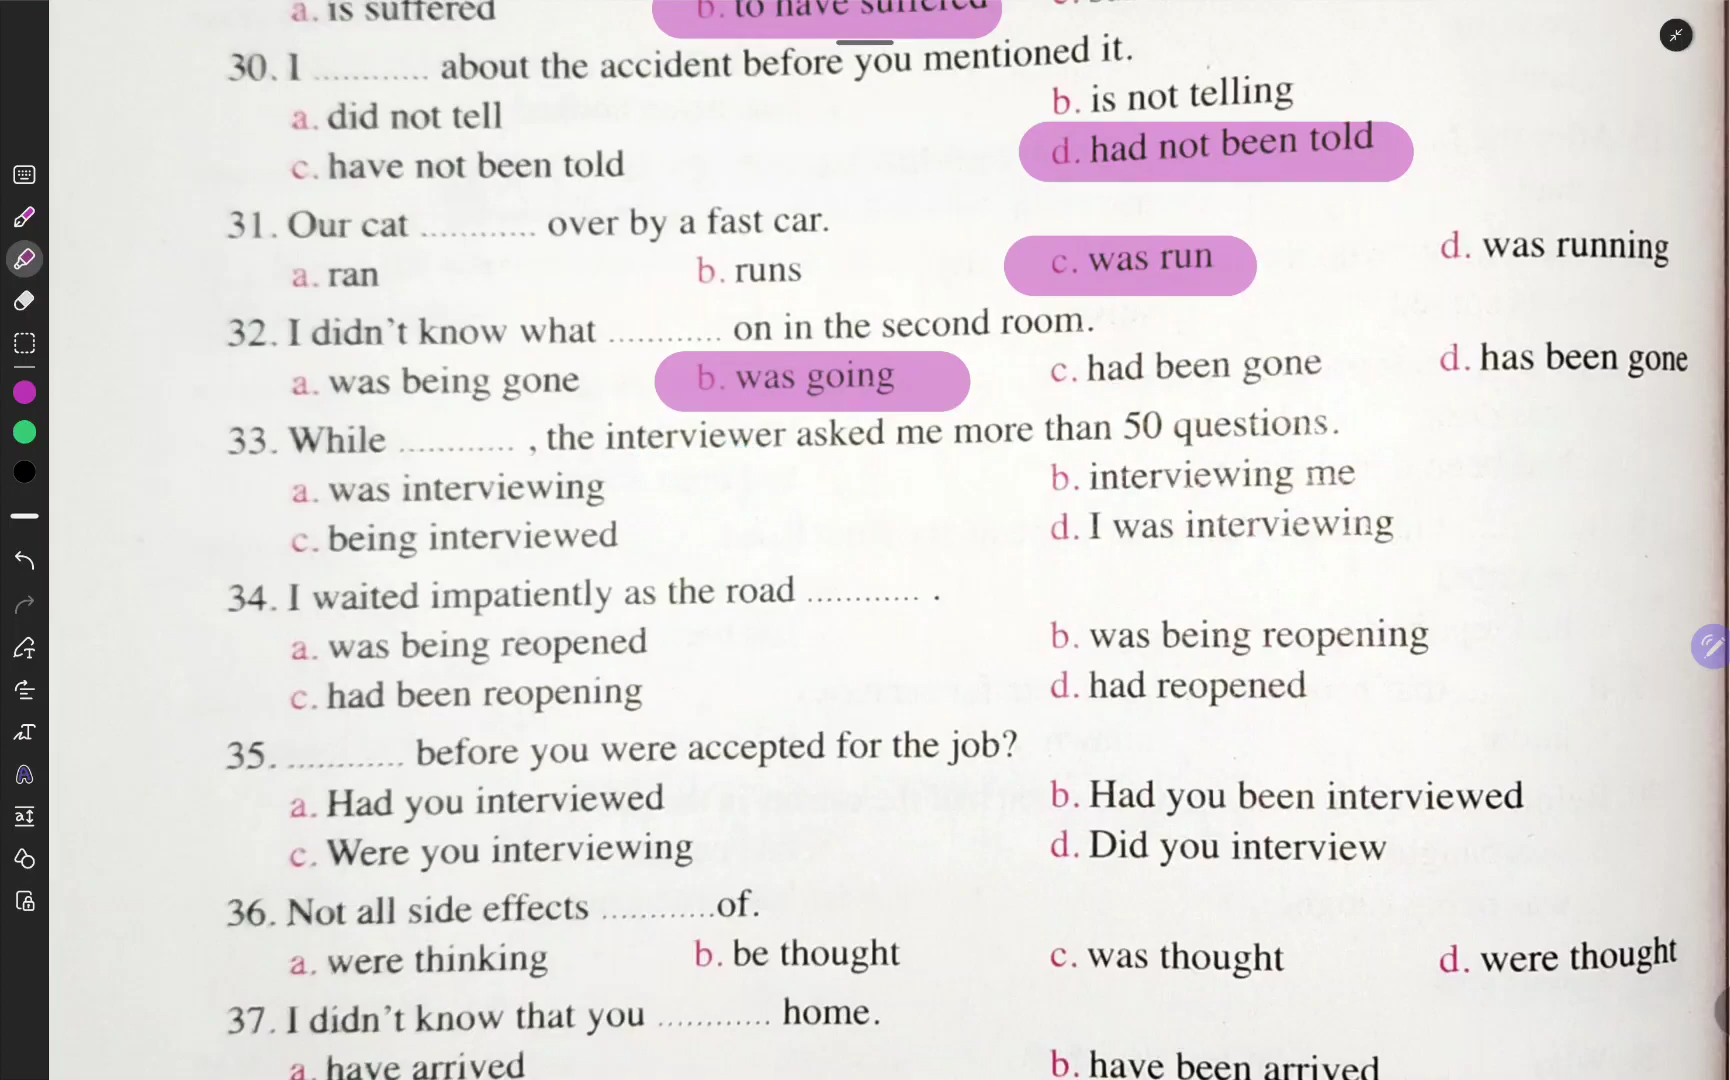 a. is suffered b. to have suffered
30. I ............ about the accident before you mentioned it.
a. did not tell b. is not telling
c. have not been told d. had not been told
31. Our cat ............ over by a fast car.
a. ran b. runs c. was run d. was running
32. I didn't know what ............ on in the second room.
a. was being gone b. was going c. had been gone d. has been gone
33. While ............ , the interviewer asked me more than 50 questions.
a. was interviewing b. interviewing me
c. being interviewed d. I was interviewing
34. I waited impatiently as the road ............ .
a. was being reopened b. was being reopening
c. had been reopening d. had reopened
35. ............ before you were accepted for the job?
a. Had you interviewed b. Had you been interviewed
c. Were you interviewing d. Did you interview
36. Not all side effects ............of.
a. were thinking b. be thought c. was thought d. were thought
37. I didn't know that you ............ home.
a. have arrived b. have been arrived